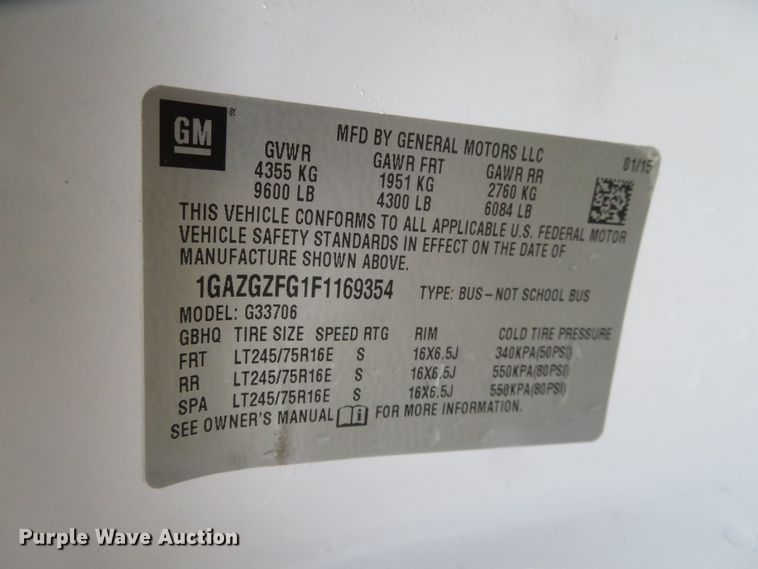 GM ®
MFD BY GENERAL MOTORS LLC
01/15
GVWR GAWR FRT GAWR RR
4355 KG 1951 KG 2760 KG
9600 LB 4300 LB 6084 LB
THIS VEHICLE CONFORMS TO ALL APPLICABLE U.S. FEDERAL MOTOR
VEHICLE SAFETY STANDARDS IN EFFECT ON THE DATE OF
MANUFACTURE SHOWN ABOVE.
1GAZGZFG1F1169354 TYPE: BUS-NOT SCHOOL BUS
MODEL: G33706
GBHQ TIRE SIZE SPEED RTG RIM COLD TIRE PRESSURE
FRT LT245/75R16E S 16X6.5J 340KPA(50PSI)
RR LT245/75R16E S 16X6.5J 550KPA(80PSI)
SPA LT245/75R16E S 16X6.5J 550KPA(80PSI)
SEE OWNER'S MANUAL i FOR MORE INFORMATION.
Purple Wave Auction